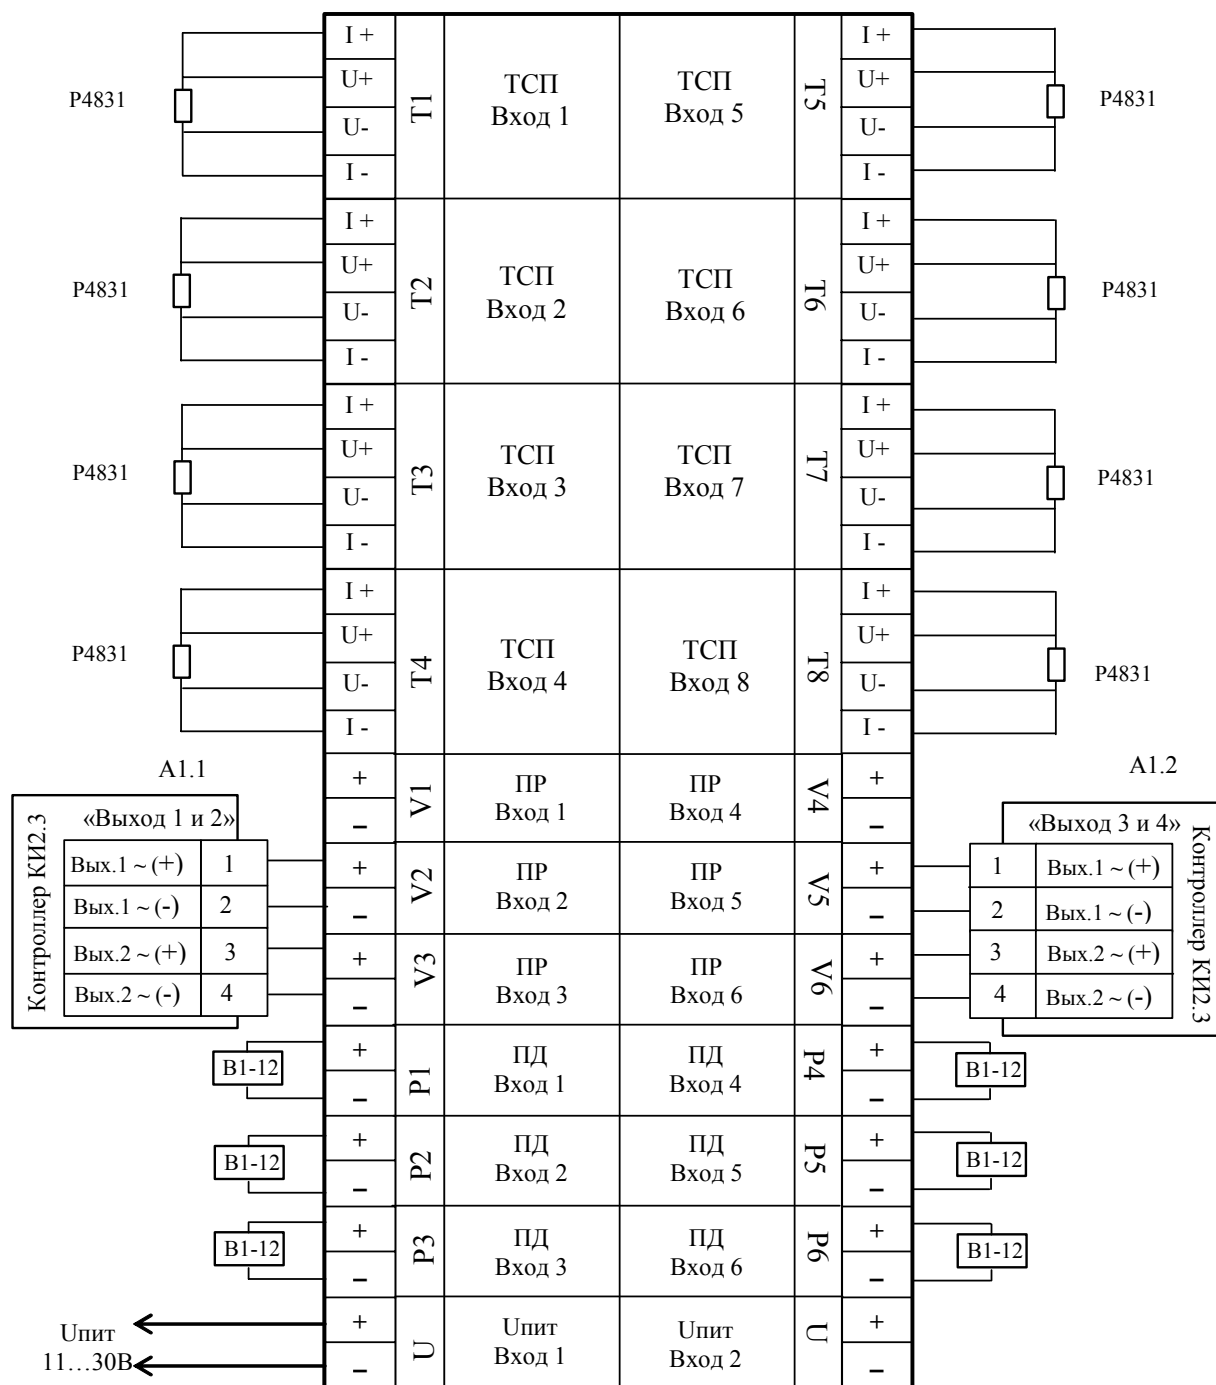 I + T1 ТСП ТСП T5 I +
P4831 U+ Вход 1 Вход 5 U+ P4831
U- U-
I - I -
I + T2 ТСП ТСП T6 I +
P4831 U+ Вход 2 Вход 6 U+ P4831
U- U-
I - I -
I + T3 ТСП ТСП T7 I +
P4831 U+ Вход 3 Вход 7 U+ P4831
U- U-
I - I -
I + T4 ТСП ТСП T8 I +
P4831 U+ Вход 4 Вход 8 U+ P4831
U- U-
I - I -
A1.1 + V1 ПР ПР V4 + A1.2
– Вход 1 Вход 4 –
Контроллер КИ2.3
«Выход 1 и 2»
Вых.1 ~ (+) 1
Вых.1 ~ (-) 2
Вых.2 ~ (+) 3
Вых.2 ~ (-) 4
+ V2 ПР ПР V5 +
– Вход 2 Вход 5 –
+ V3 ПР ПР V6 +
– Вход 3 Вход 6 –
«Выход 3 и 4»
1 Вых.1 ~ (+)
2 Вых.1 ~ (-)
3 Вых.2 ~ (+)
4 Вых.2 ~ (-)
Контроллер КИ2.3
B1-12 + P1 ПД ПД P4 + B1-12
– Вход 1 Вход 4 –
B1-12 + P2 ПД ПД P5 + B1-12
– Вход 2 Вход 5 –
B1-12 + P3 ПД ПД P6 + B1-12
– Вход 3 Вход 6 –
Uпит + U Uпит Uпит U +
11…30В – Вход 1 Вход 2 –